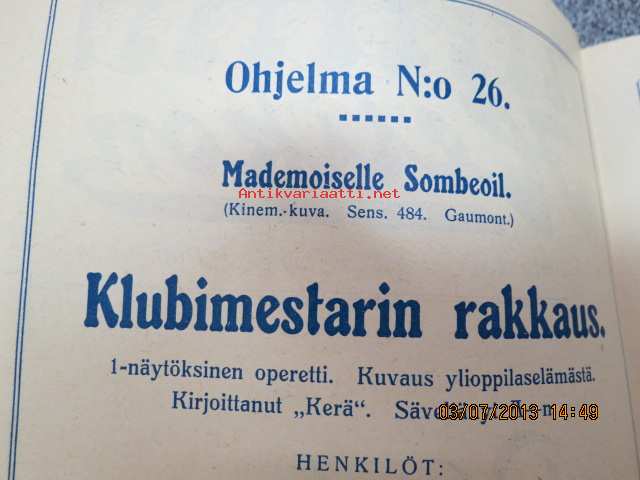 Ohjelma N:o 26.
Mademoiselle Sombeoil.
Antikvariaatti.net
(Kinem.-kuva. Sens. 484. Gaumont.)
Klubimestarin rakkaus.
1-näytöksinen operetti. Kuvaus ylioppilaselämästä.
Kirjoittanut „Kerä“.
03/07/2013 14:49
HENKILÖT: